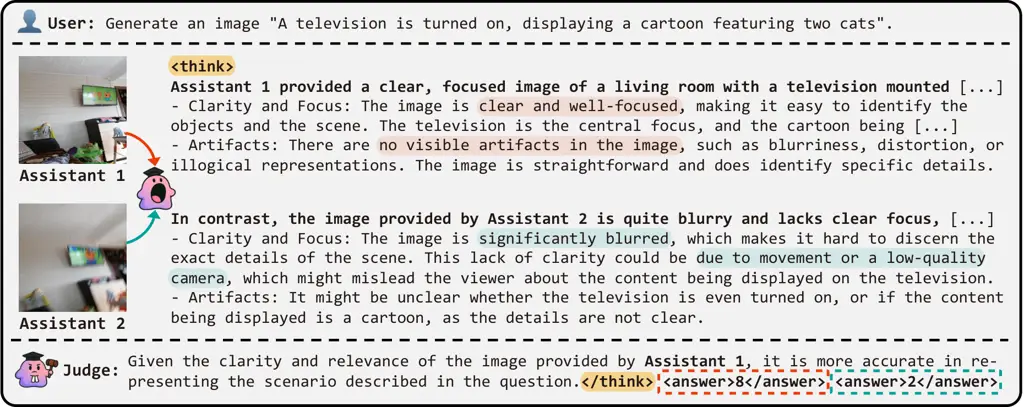 User: Generate an image "A television is turned on, displaying a cartoon featuring two cats".
<think>
Assistant 1 provided a clear, focused image of a living room with a television mounted [...]
- Clarity and Focus: The image is clear and well-focused, making it easy to identify the
objects and the scene. The television is the central focus, and the cartoon being [...]
- Artifacts: There are no visible artifacts in the image, such as blurriness, distortion, or
illogical representations. The image is straightforward and does identify specific details.
Assistant 1
In contrast, the image provided by Assistant 2 is quite blurry and lacks clear focus, [...]
- Clarity and Focus: The image is significantly blurred, which makes it hard to discern the
exact details of the scene. This lack of clarity could be due to movement or a low-quality
camera, which might mislead the viewer about the content being displayed on the television.
- Artifacts: It might be unclear whether the television is even turned on, or if the content
being displayed is a cartoon, as the details are not clear.
Assistant 2
Judge: Given the clarity and relevance of the image provided by Assistant 1, it is more accurate in re-
presenting the scenario described in the question.</think> <answer>8</answer> <answer>2</answer>